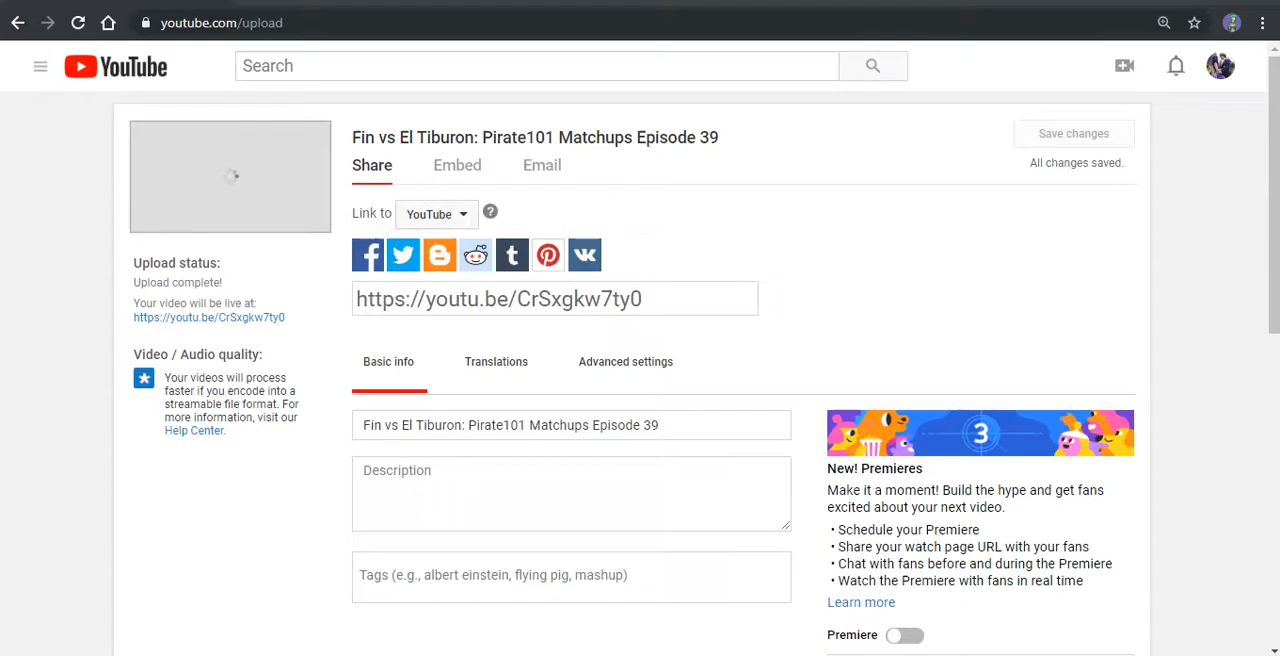 youtube.com/upload
YouTube
Search
Fin vs El Tiburon: Pirate101 Matchups Episode 39
Save changes
All changes saved.
Share
Embed
Email
Link to
YouTube
?
https://youtu.be/CrSxgkw7ty0
Upload status:
Upload complete!
Your video will be live at:
https://youtu.be/CrSxgkw7ty0
Video / Audio quality:
Your videos will process
faster if you encode into a
streamable file format. For
more information, visit our
Help Center.
Basic info
Translations
Advanced settings
Fin vs El Tiburon: Pirate101 Matchups Episode 39
Description
Tags (e.g., albert einstein, flying pig, mashup)
3
New! Premieres
Make it a moment! Build the hype and get fans
excited about your next video.
• Schedule your Premiere
• Share your watch page URL with your fans
• Chat with fans before and during the Premiere
• Watch the Premiere with fans in real time
Learn more
Premiere